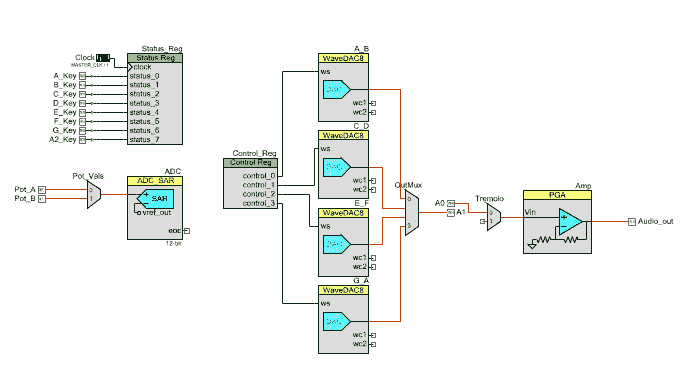 Status_Reg
Status Reg
Clock
MASTER_CLK/1
clock
A_Key status_0
B_Key status_1
C_Key status_2
D_Key status_3
E_Key status_4
F_Key status_5
G_Key status_6
A2_Key status_7
Pot_Vals
Pot_A 0
Pot_B 1
ADC
ADC_SAR
SAR
vref_out
eoc
12-bit
Control_Reg
Control Reg
control_0
control_1
control_2
control_3
A_B
WaveDAC8
ws
wc1
wc2
C_D
WaveDAC8
ws
wc1
wc2
E_F
WaveDAC8
ws
wc1
wc2
G_A
WaveDAC8
ws
wc1
wc2
OutMux
0
3
A0
A1
Tremolo
0
1
Amp
PGA
Vin
Audio_out